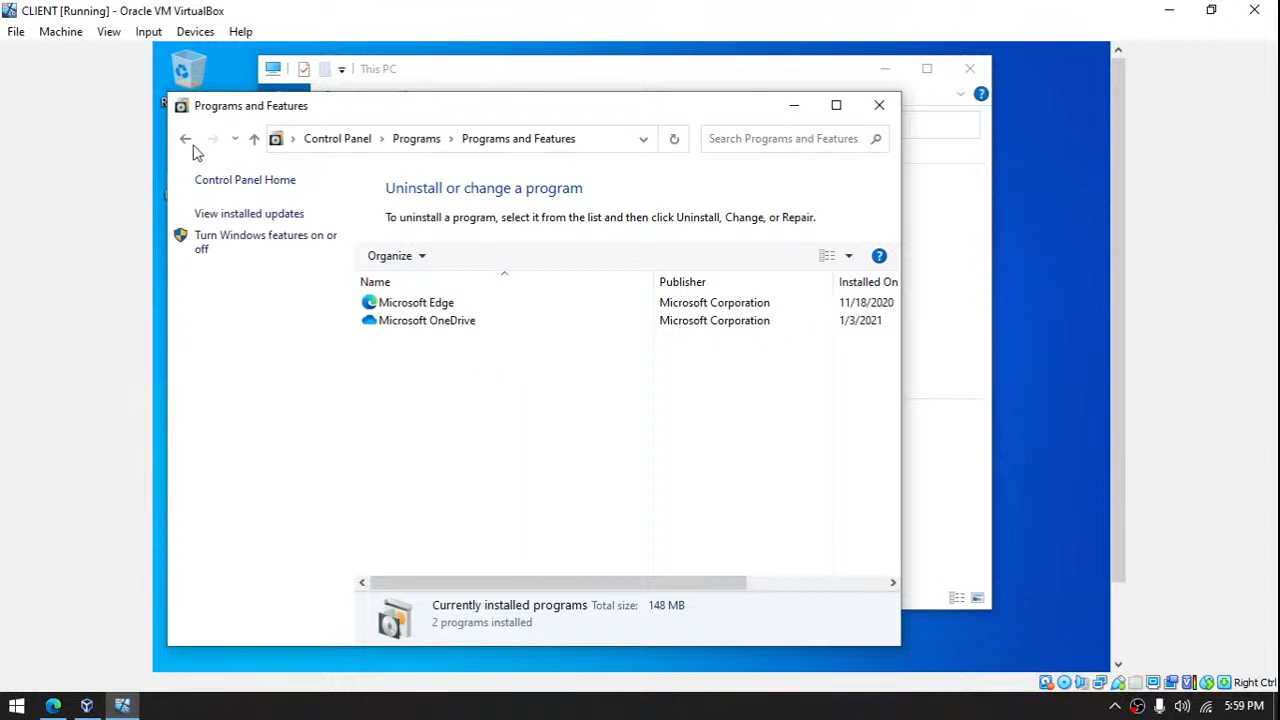 CLIENT [Running] - Oracle VM VirtualBox
File Machine View Input Devices Help
This PC
Programs and Features
Control Panel Programs Programs and Features
Search Programs and Features
Control Panel Home
View installed updates
Turn Windows features on or
off
Uninstall or change a program
To uninstall a program, select it from the list and then click Uninstall, Change, or Repair.
Organize
Name Publisher Installed On
Microsoft Edge Microsoft Corporation 11/18/2020
Microsoft OneDrive Microsoft Corporation 1/3/2021
Currently installed programs Total size: 148 MB
2 programs installed
Right Ctrl
5:59 PM